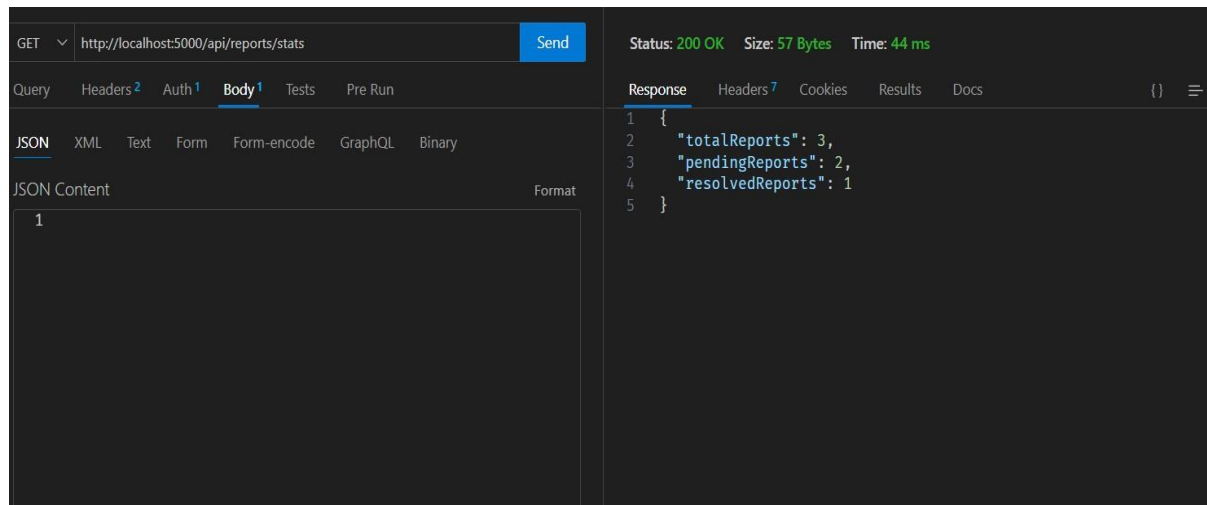 GET http://localhost:5000/api/reports/stats Send
Query Headers 2 Auth 1 Body 1 Tests Pre Run
JSON XML Text Form Form-encode GraphQL Binary
JSON Content Format
1
Status: 200 OK Size: 57 Bytes Time: 44 ms
Response Headers 7 Cookies Results Docs {}
1 {
2 "totalReports": 3,
3 "pendingReports": 2,
4 "resolvedReports": 1
5 }